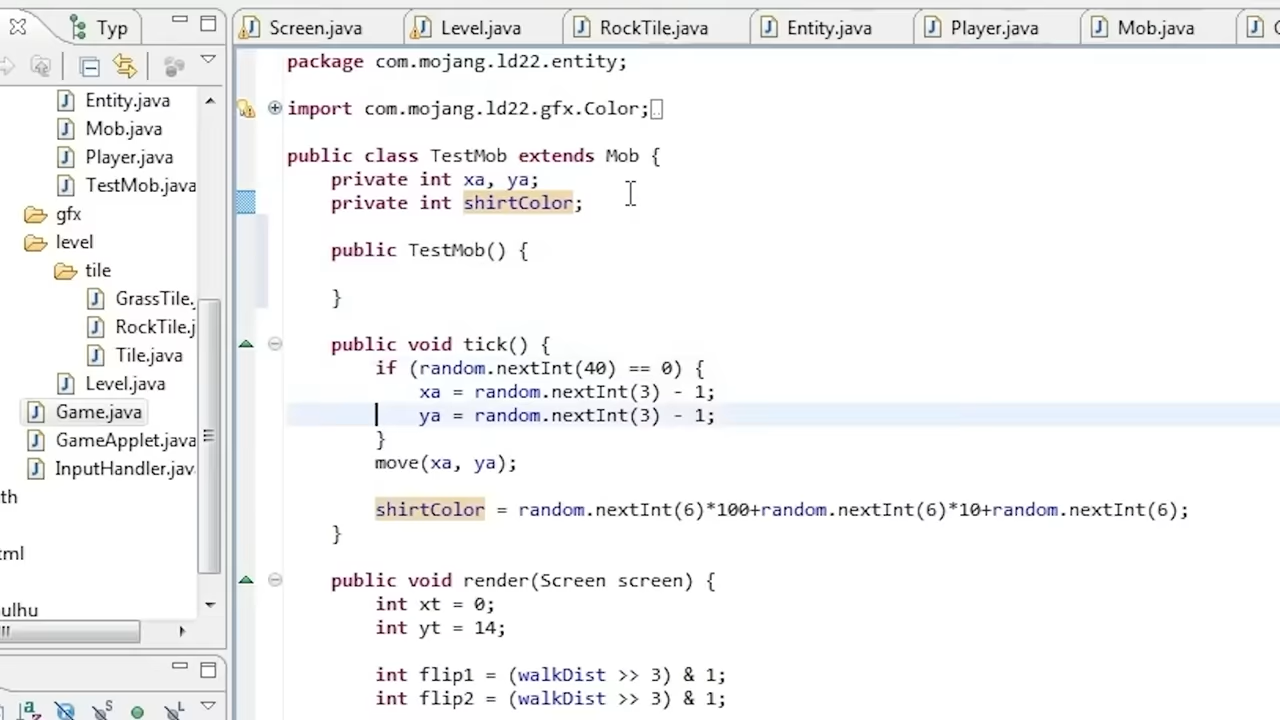 Typ
Entity.java
Mob.java
Player.java
TestMob.java
gfx
level
tile
GrassTile.
RockTile.j
Tile.java
Level.java
Game.java
GameApplet.java
InputHandler.jav
th
ml
ulhu
Screen.java Level.java RockTile.java Entity.java Player.java Mob.java
package com.mojang.ld22.entity;
import com.mojang.ld22.gfx.Color;
public class TestMob extends Mob {
private int xa, ya;
private int shirtColor;
public TestMob() {
}
public void tick() {
if (random.nextInt(40) == 0) {
xa = random.nextInt(3) - 1;
ya = random.nextInt(3) - 1;
}
move(xa, ya);
shirtColor = random.nextInt(6)*100+random.nextInt(6)*10+random.nextInt(6);
}
public void render(Screen screen) {
int xt = 0;
int yt = 14;
int flip1 = (walkDist >> 3) & 1;
int flip2 = (walkDist >> 3) & 1;